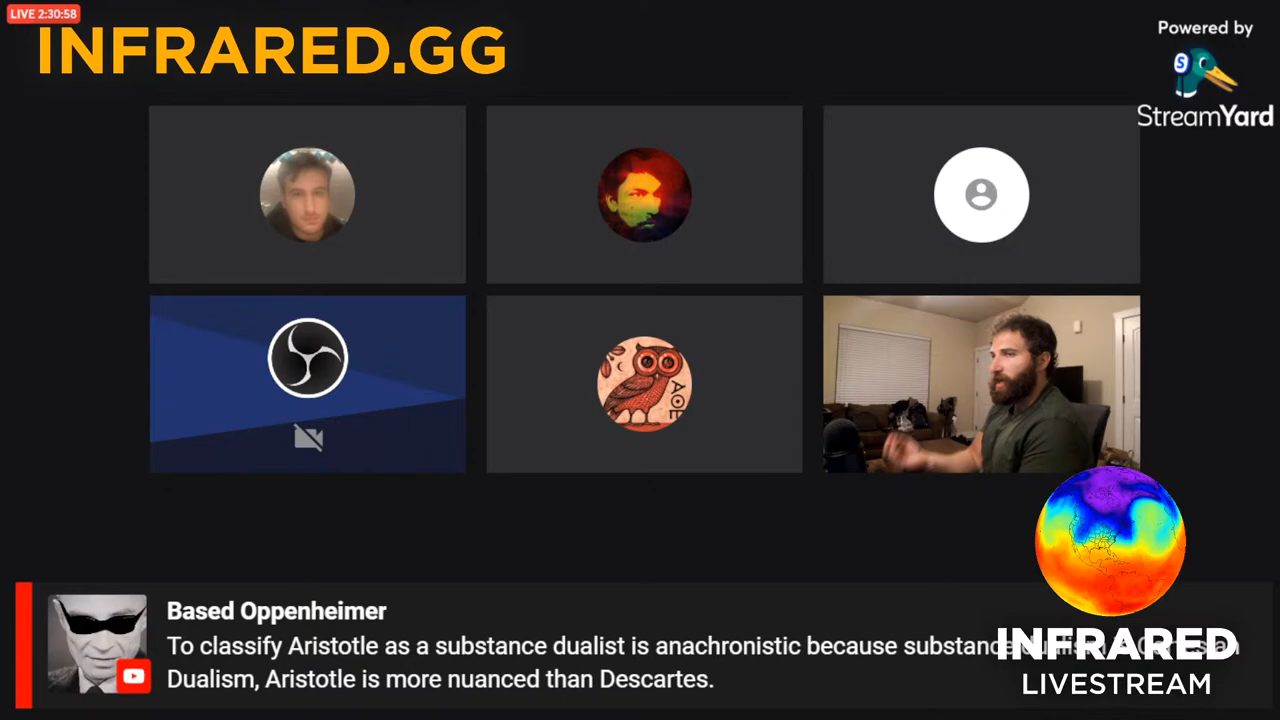 LIVE 2:30:58
INFRARED.GG
Powered by
S
StreamYard
ΑΘΕ
Based Oppenheimer
To classify Aristotle as a substance dualist is anachronistic because substance
Dualism, Aristotle is more nuanced than Descartes.
INFRARED
LIVESTREAM